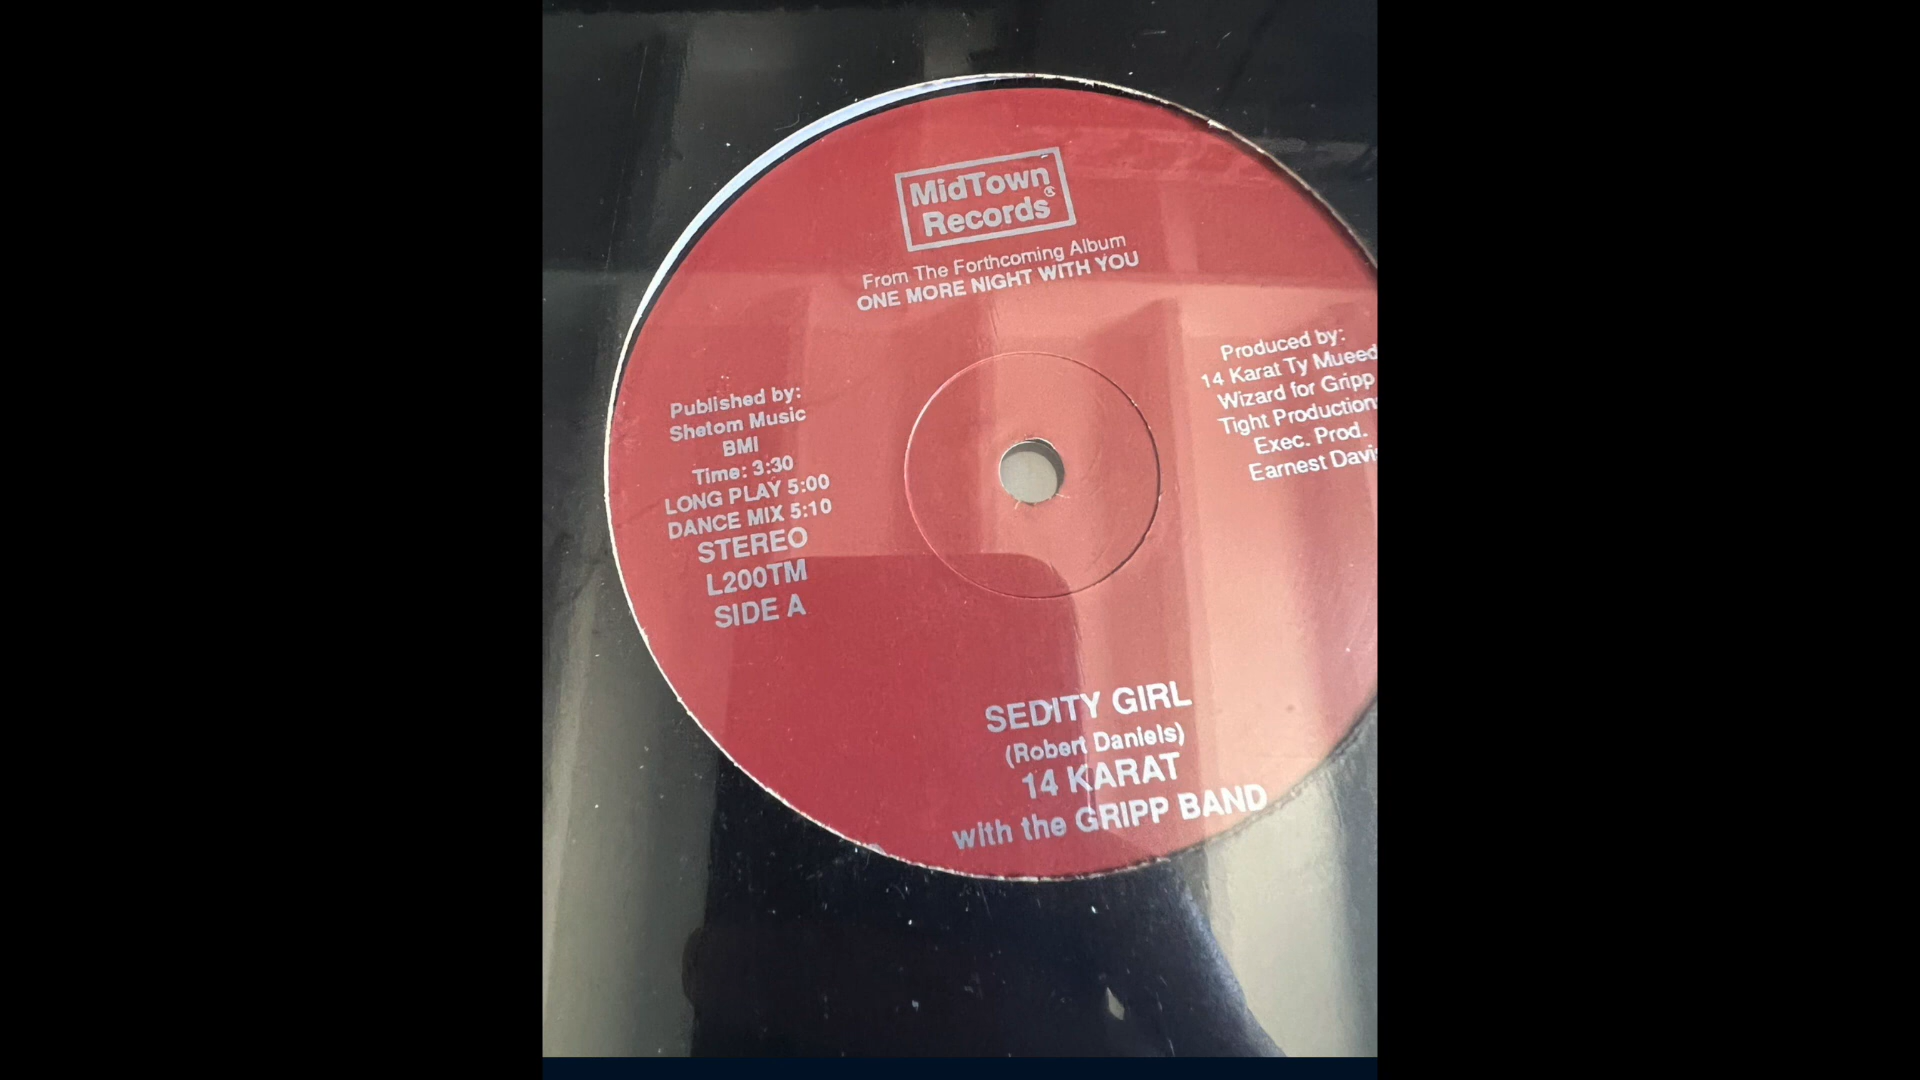 MidTown
Records®
From The Forthcoming Album
ONE MORE NIGHT WITH YOU
Published by:
Shetom Music
BMI
Time: 3:30
LONG PLAY 5:00
DANCE MIX 5:10
STEREO
L200TM
SIDE A
Produced by:
14 Karat Ty Mueed
Wizard for Gripp
Tight Production
Exec. Prod.
Earnest Davi
SEDITY GIRL
(Robert Daniels)
14 KARAT
with the GRIPP BAND